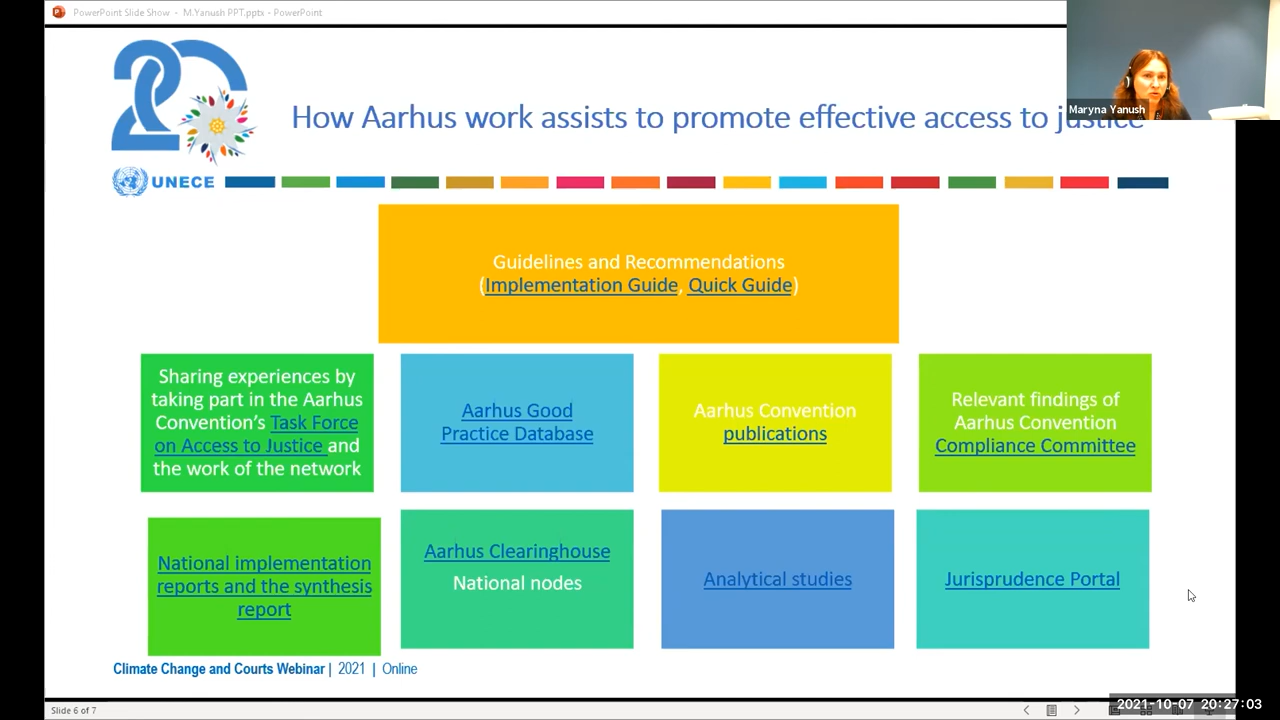 PowerPoint Slide Show - M.Yanush PPT.pptx - PowerPoint
20
How Aarhus work assists to promote effective access to justice
Maryna Yanush
UNECE
Guidelines and Recommendations
(Implementation Guide, Quick Guide)
Sharing experiences by
taking part in the Aarhus
Convention's Task Force
on Access to Justice and
the work of the network
Aarhus Good
Practice Database
Aarhus Convention
publications
Relevant findings of
Aarhus Convention
Compliance Committee
National implementation
reports and the synthesis
report
Aarhus Clearinghouse
National nodes
Analytical studies
Jurisprudence Portal
Climate Change and Courts Webinar | 2021 | Online
Slide 6 of 7
2021-10-07 20:27:03